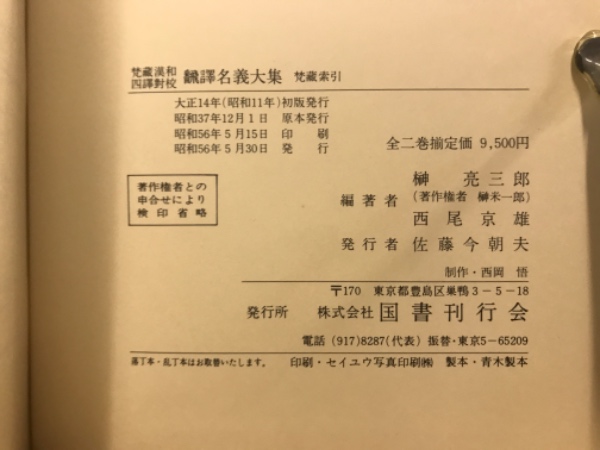 梵藏漢和
四譯對校 飜譯名義大集 梵藏索引
大正14年(昭和11年)初版発行
昭和37年12月1日 原本発行
昭和56年5月15日 印刷
昭和56年5月30日 発行
全二巻揃定価 9,500円
著作権者との
申合せにより
検印省略
榊亮三郎
編著者 (著作権者 榊米一郎)
西尾京雄
発行者 佐藤今朝夫
制作・西岡 悟
〒170 東京都豊島区巣鴨3-5-18
発行所 株式会社 国書刊行会
電話 (917)8287(代表) 振替・東京5-65209
落丁本・乱丁本はお取替いたします。 印刷・セイユウ写真印刷㈱ 製本・青木製本